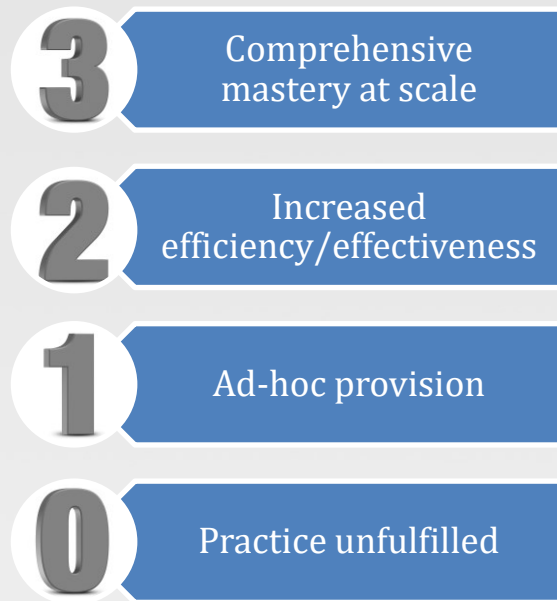 3
Comprehensive
mastery at scale
2
Increased
efficiency/effectiveness
1
Ad-hoc provision
0
Practice unfulfilled